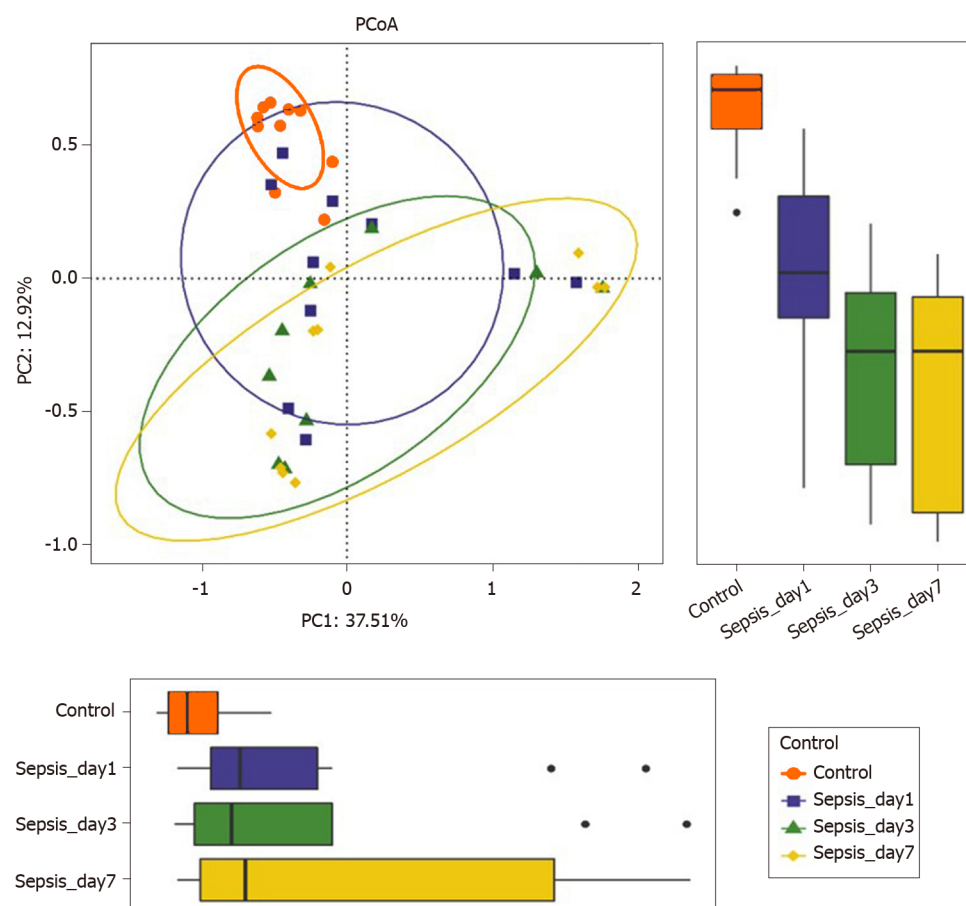 PCoA
0.5
0.0
-0.5
-1.0
PC2: 12.92%
-1
0
1
2
PC1: 37.51%
Control
Sepsis_day1
Sepsis_day3
Sepsis_day7
Control
Sepsis_day1
Sepsis_day3
Sepsis_day7
Control
Control
Sepsis_day1
Sepsis_day3
Sepsis_day7